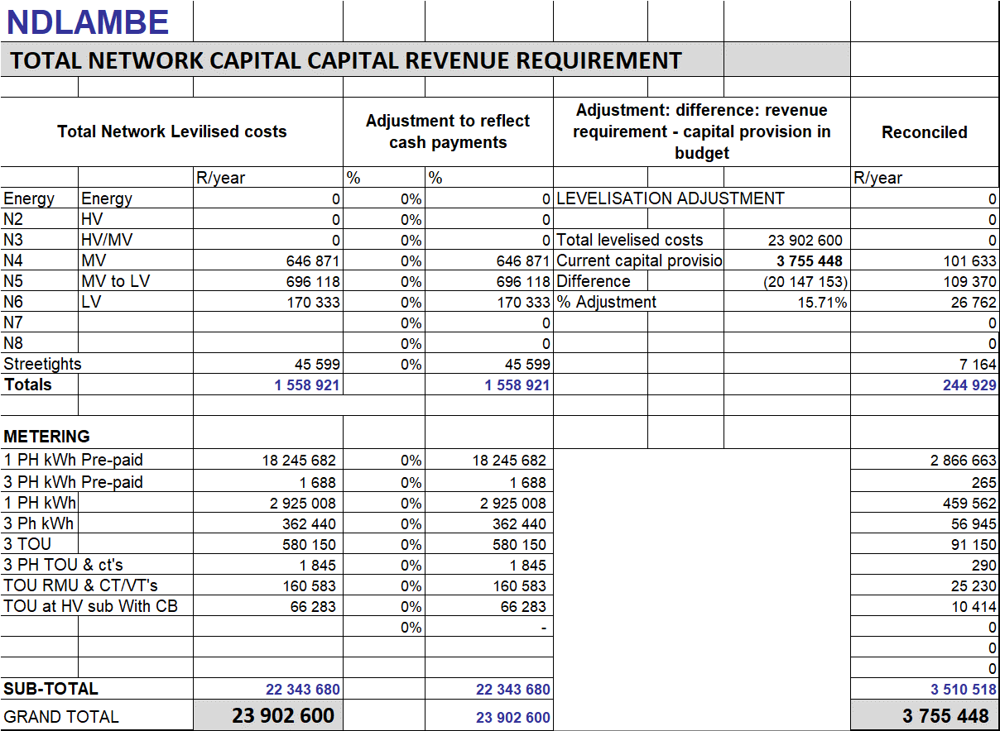 NDLAMBE
TOTAL NETWORK CAPITAL CAPITAL REVENUE REQUIREMENT
Total Network Levilised costs
Adjustment to reflect
cash payments
Adjustment: difference: revenue
requirement - capital provision in
budget
Reconciled
R/year % % R/year
Energy Energy 0 0% 0 LEVELISATION ADJUSTMENT 0
N2 HV 0 0% 0 0
N3 HV/MV 0 0% 0 Total levelised costs 23 902 600 0
N4 MV 646 871 0% 646 871 Current capital provisio 3 755 448 101 633
N5 MV to LV 696 118 0% 696 118 Difference (20 147 153) 109 370
N6 LV 170 333 0% 170 333 % Adjustment 15.71% 26 762
N7 0% 0 0
N8 0% 0 0
Streetights 45 599 0% 45 599 7 164
Totals 1 558 921 1 558 921 244 929
METERING
1 PH kWh Pre-paid 18 245 682 0% 18 245 682 2 866 663
3 PH kWh Pre-paid 1 688 0% 1 688 265
1 PH kWh 2 925 008 0% 2 925 008 459 562
3 Ph kWh 362 440 0% 362 440 56 945
3 TOU 580 150 0% 580 150 91 150
3 PH TOU & ct's 1 845 0% 1 845 290
TOU RMU & CT/VT's 160 583 0% 160 583 25 230
TOU at HV sub With CB 66 283 0% 66 283 10 414
0% - 0
0
0
SUB-TOTAL 22 343 680 22 343 680 3 510 518
GRAND TOTAL 23 902 600 23 902 600 3 755 448